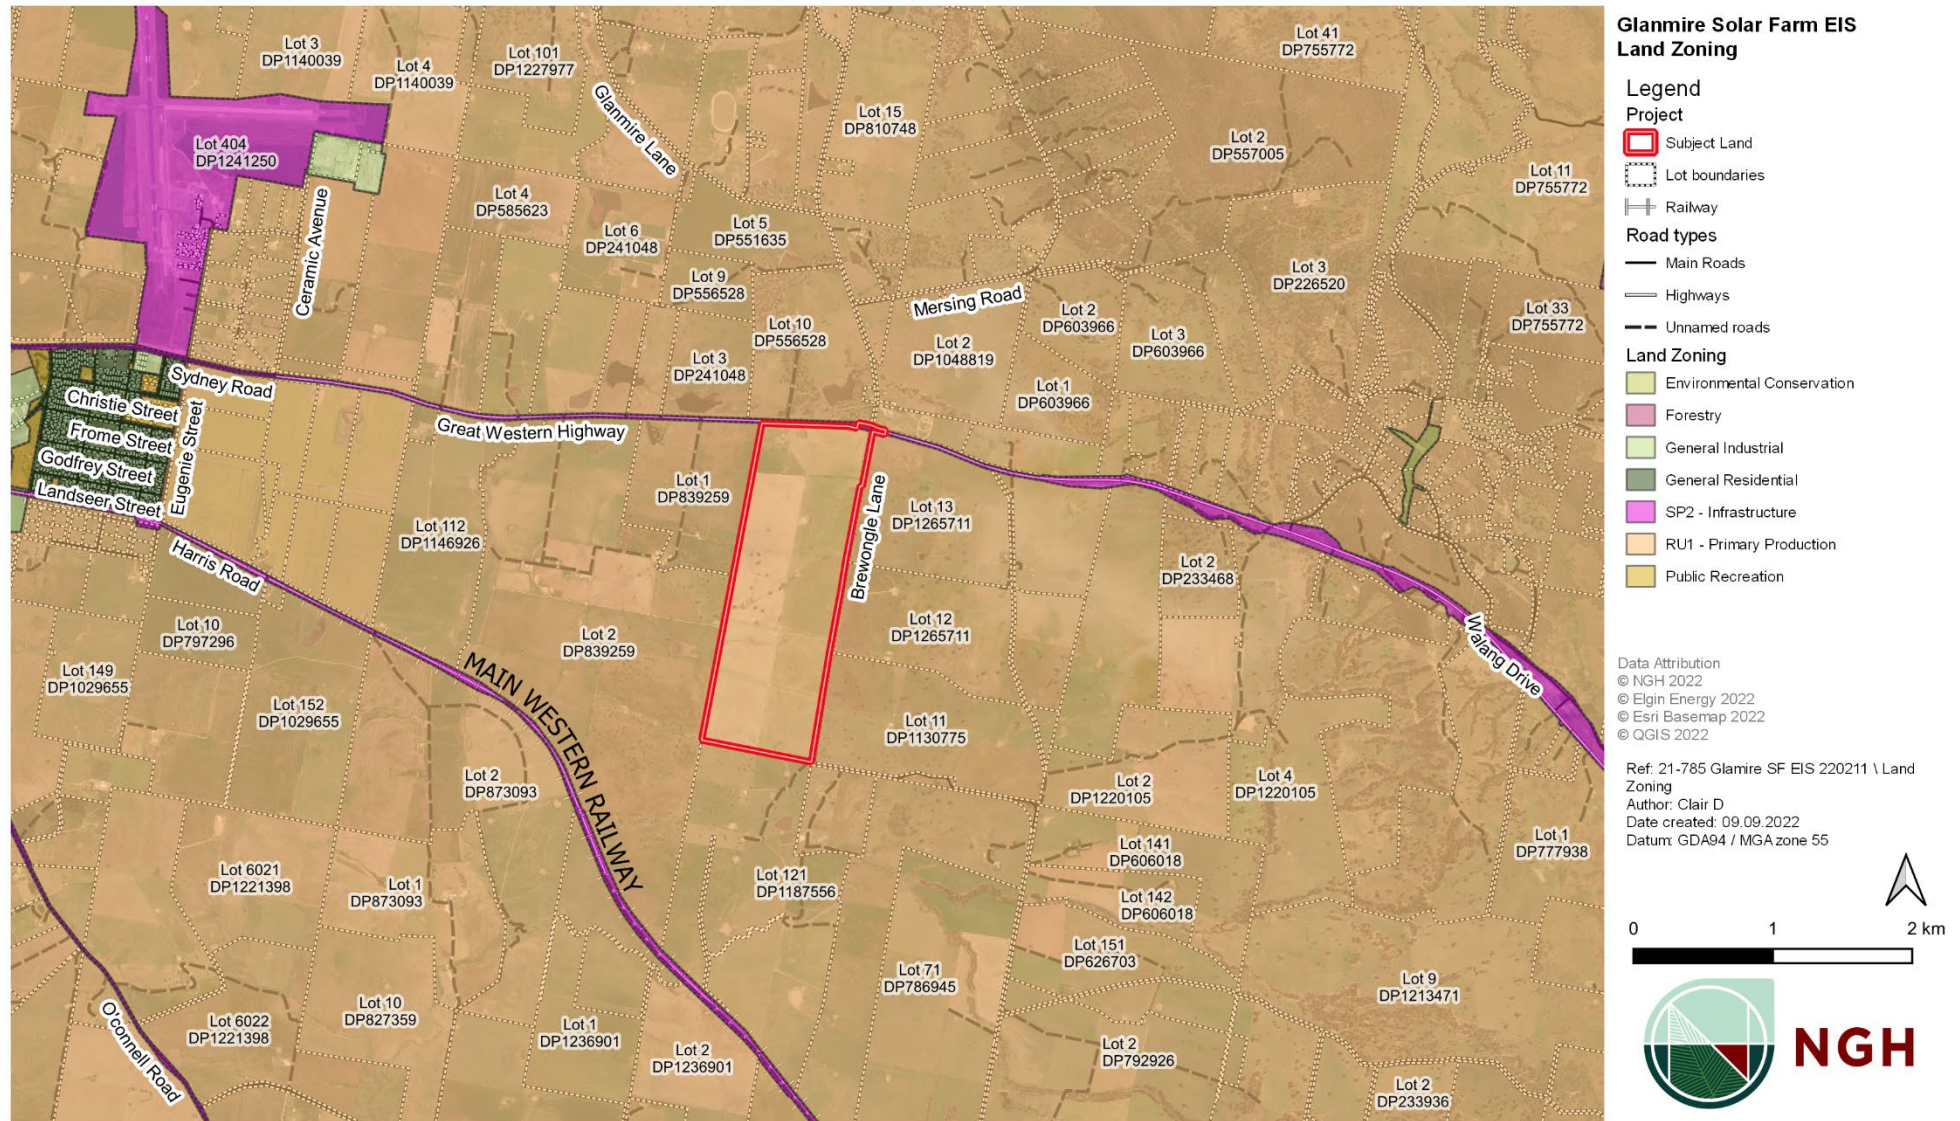 Lot 3
DP1140039
Lot 4
DP1140039
Lot 101
DP1227977
Lot 41
DP755772
Glanmire Lane
Lot 15
DP810748
Lot 404
DP1241250
Lot 2
DP557005
Lot 11
DP755772
Ceramic Avenue
Lot 4
DP585623
Lot 6
DP241048
Lot 5
DP551635
Lot 9
DP556528
Lot 3
DP226520
Mersing Road
Lot 10
DP556528
Lot 2
DP603966
Lot 33
DP755772
Lot 3
DP603966
Lot 2
DP1048819
Lot 3
DP241048
Lot 1
DP603966
Sydney Road
Christie Street
Frome Street
Godfrey Street
Landseer Street
Eugenie Street
Great Western Highway
Lot 1
DP839259
Brewongle Lane
Lot 13
DP1265711
Lot 112
DP1146926
Harris Road
Lot 2
DP233468
Lot 10
DP797296
Lot 2
DP839259
Lot 12
DP1265711
Walang Drive
Lot 149
DP1029655
Lot 152
DP1029655
MAIN WESTERN RAILWAY
Lot 11
DP1130775
Lot 2
DP873093
Lot 2
DP1220105
Lot 4
DP1220105
Lot 1
DP777938
Lot 141
DP606018
Lot 6021
DP1221398
Lot 1
DP873093
Lot 121
DP1187556
Lot 142
DP606018
Lot 151
DP626703
Lot 71
DP786945
Lot 9
DP1213471
Lot 10
DP827359
O'connell Road
Lot 6022
DP1221398
Lot 1
DP1236901
Lot 2
DP1236901
Lot 2
DP792926
Lot 2
DP233936
Glanmire Solar Farm EIS
Land Zoning
Legend
Project
Subject Land
Lot boundaries
Railway
Road types
Main Roads
Highways
Unnamed roads
Land Zoning
Environmental Conservation
Forestry
General Industrial
General Residential
SP2 - Infrastructure
RU1 - Primary Production
Public Recreation
Data Attribution
© NGH 2022
© Elgin Energy 2022
© Esri Basemap 2022
© QGIS 2022
Ref: 21-785 Glamire SF EIS 220211 \ Land
Zoning
Author: Clair D
Date created: 09.09.2022
Datum: GDA94 / MGA zone 55
0 1 2 km
NGH